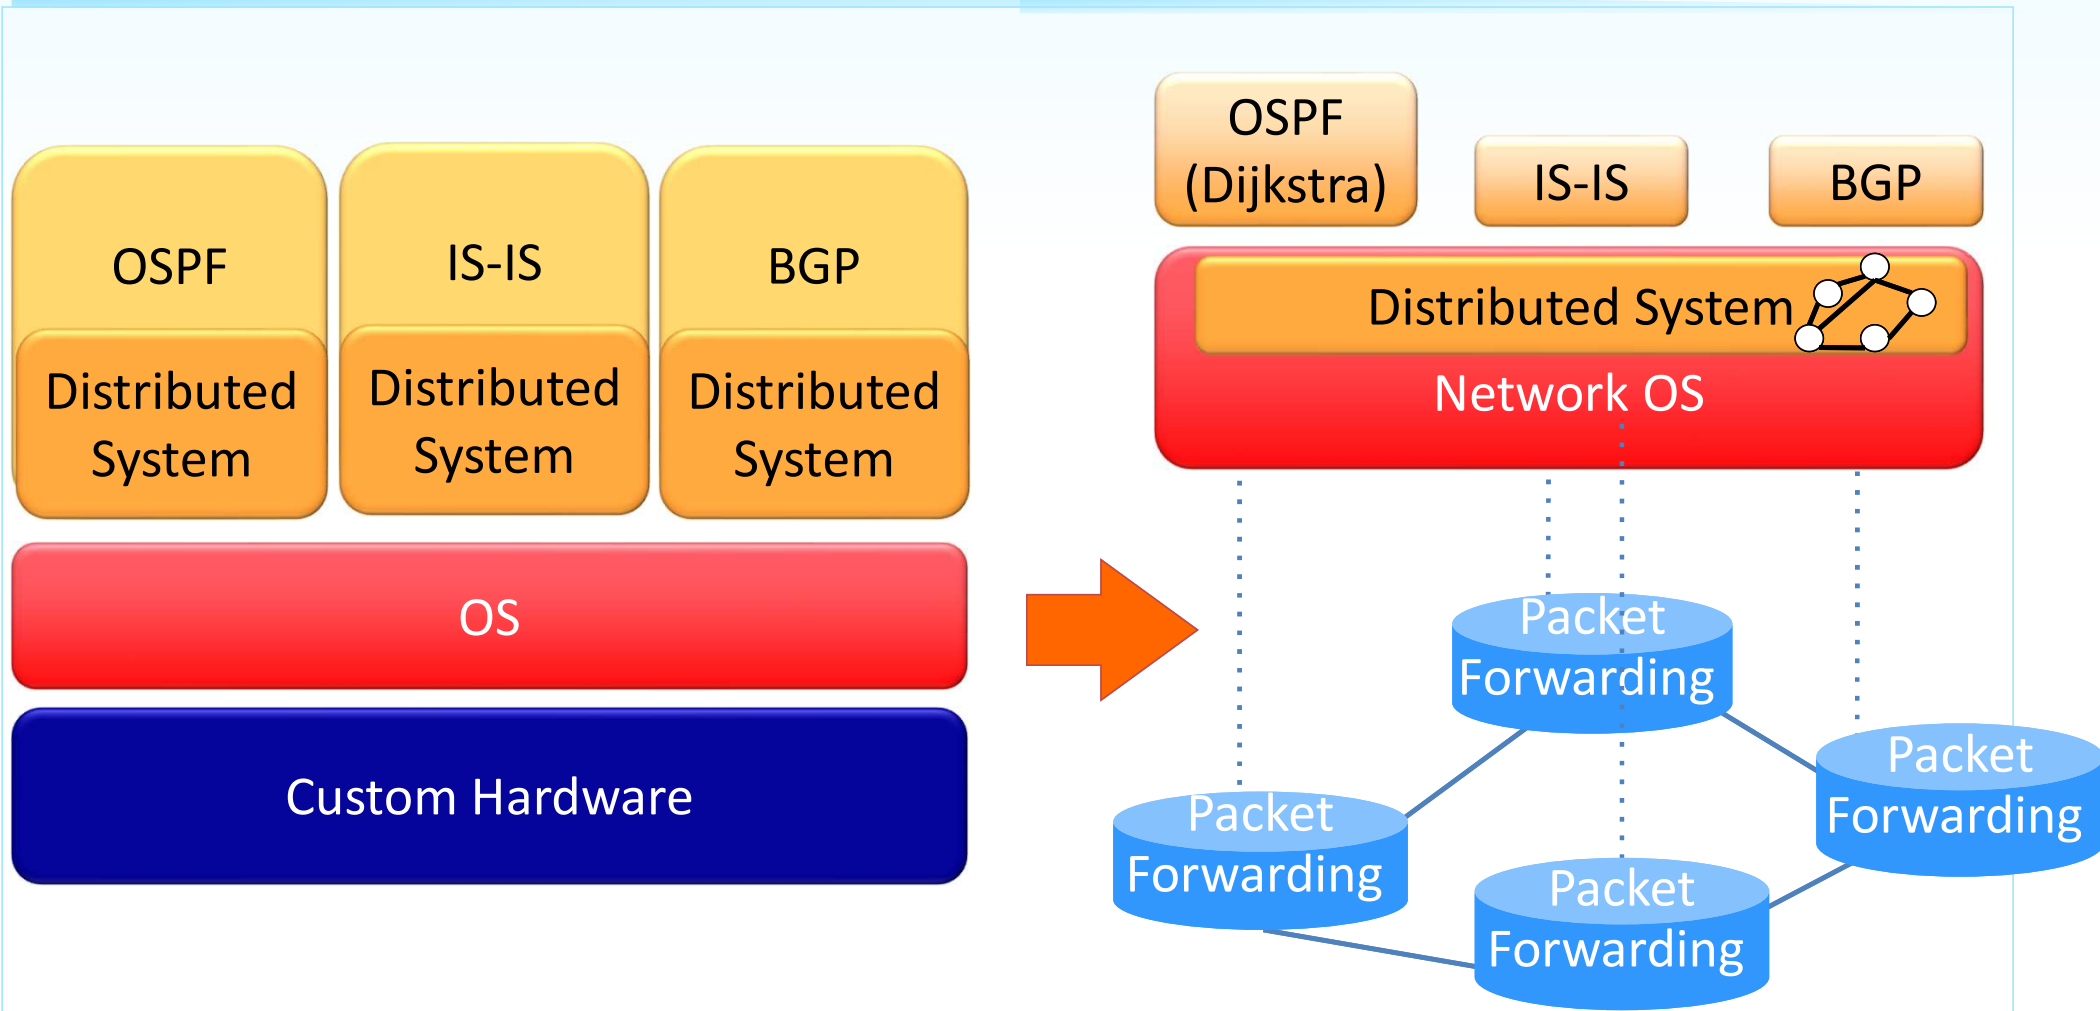 OSPF
Distributed
System
IS-IS
Distributed
System
BGP
Distributed
System
OS
Custom Hardware
OSPF
(Dijkstra)
IS-IS
BGP
Distributed System
Network OS
Packet
Forwarding
Packet
Forwarding
Packet
Forwarding
Packet
Forwarding